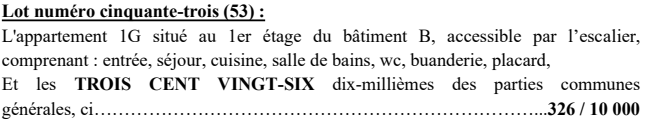 Lot numéro cinquante-trois (53) :
L'appartement 1G situé au 1er étage du bâtiment B, accessible par l’escalier,
comprenant : entrée, séjour, cuisine, salle de bains, wc, buanderie, placard,
Et les TROIS CENT VINGT-SIX dix-millièmes des parties communes
générales, ci…………………………………………………………………...326 / 10 000